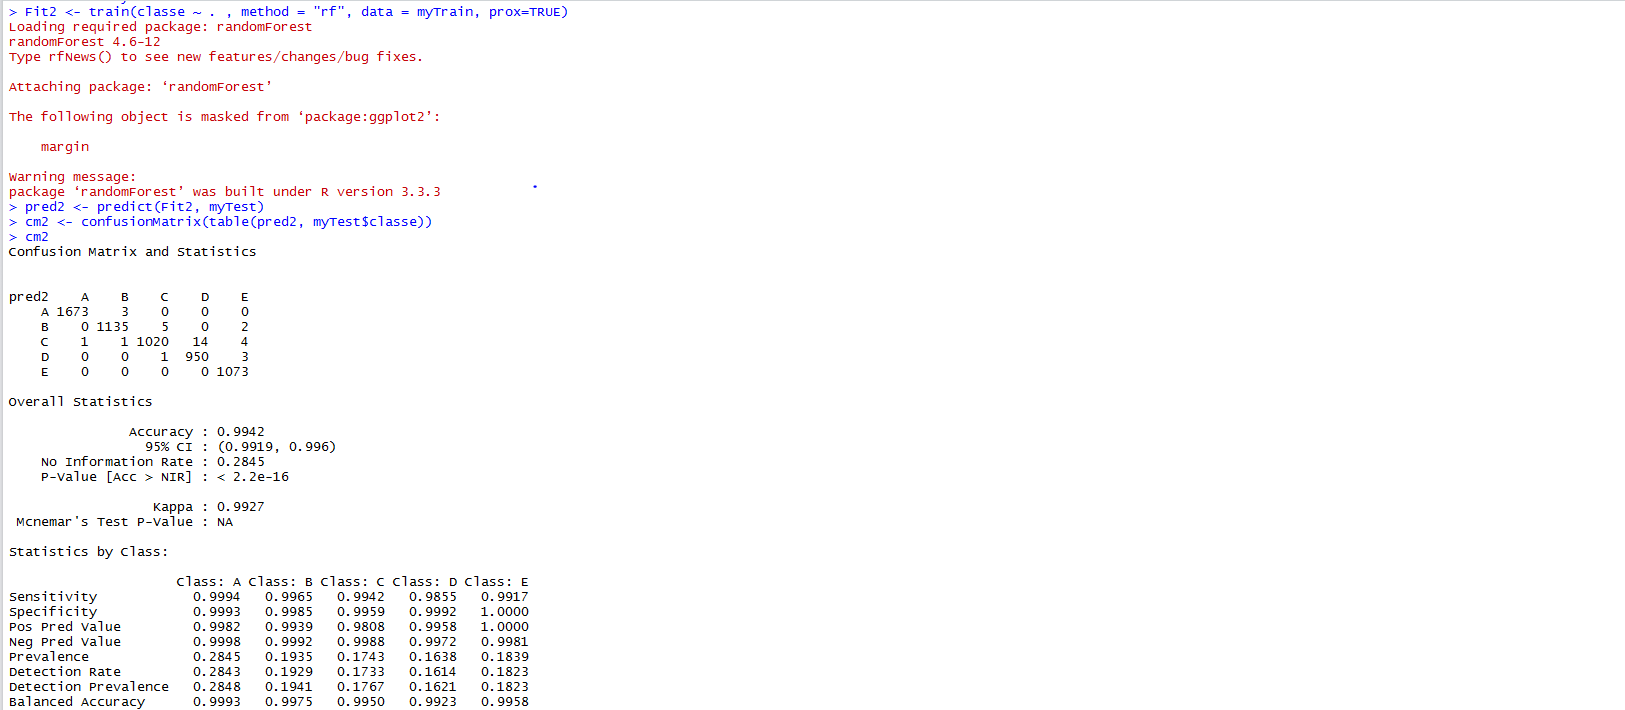 > Fit2 <- train(classe ~ . , method = "rf", data = myTrain, prox=TRUE)
Loading required package: randomForest
randomForest 4.6-12
Type rfNews() to see new features/changes/bug fixes.

Attaching package: ‘randomForest’

The following object is masked from ‘package:ggplot2’:

    margin

Warning message:
package ‘randomForest’ was built under R version 3.3.3
> pred2 <- predict(Fit2, myTest)
> cm2 <- confusionMatrix(table(pred2, myTest$classe))
> cm2
Confusion Matrix and Statistics


pred2    A    B    C    D    E
    A 1673    3    0    0    0
    B    0 1135    5    0    2
    C    1    1 1020   14    4
    D    0    0    1  950    3
    E    0    0    0    0 1073

Overall Statistics

               Accuracy : 0.9942
                 95% CI : (0.9919, 0.996)
    No Information Rate : 0.2845
    P-Value [Acc > NIR] : < 2.2e-16

                  Kappa : 0.9927
 Mcnemar's Test P-Value : NA

Statistics by Class:

                     Class: A Class: B Class: C Class: D Class: E
Sensitivity            0.9994   0.9965   0.9942   0.9855   0.9917
Specificity            0.9993   0.9985   0.9959   0.9992   1.0000
Pos Pred Value         0.9982   0.9939   0.9808   0.9958   1.0000
Neg Pred Value         0.9998   0.9992   0.9988   0.9972   0.9981
Prevalence             0.2845   0.1935   0.1743   0.1638   0.1839
Detection Rate         0.2843   0.1929   0.1733   0.1614   0.1823
Detection Prevalence   0.2848   0.1941   0.1767   0.1621   0.1823
Balanced Accuracy      0.9993   0.9975   0.9950   0.9923   0.9958